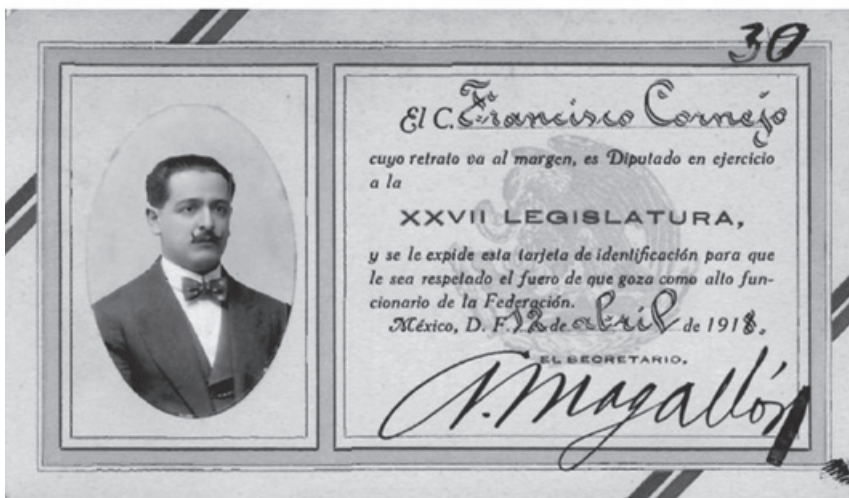 30
El C. Francisco Cornejo
cuyo retrato va al margen, es Diputado en ejercicio
a la
XXVII LEGISLATURA,
y se le expide esta tarjeta de identificación para que
le sea respetado el fuero de que goza como alto fun-
cionario de la Federación.
México, D. F. 12 de abril de 1918.
EL SECRETARIO,
A. Magallón